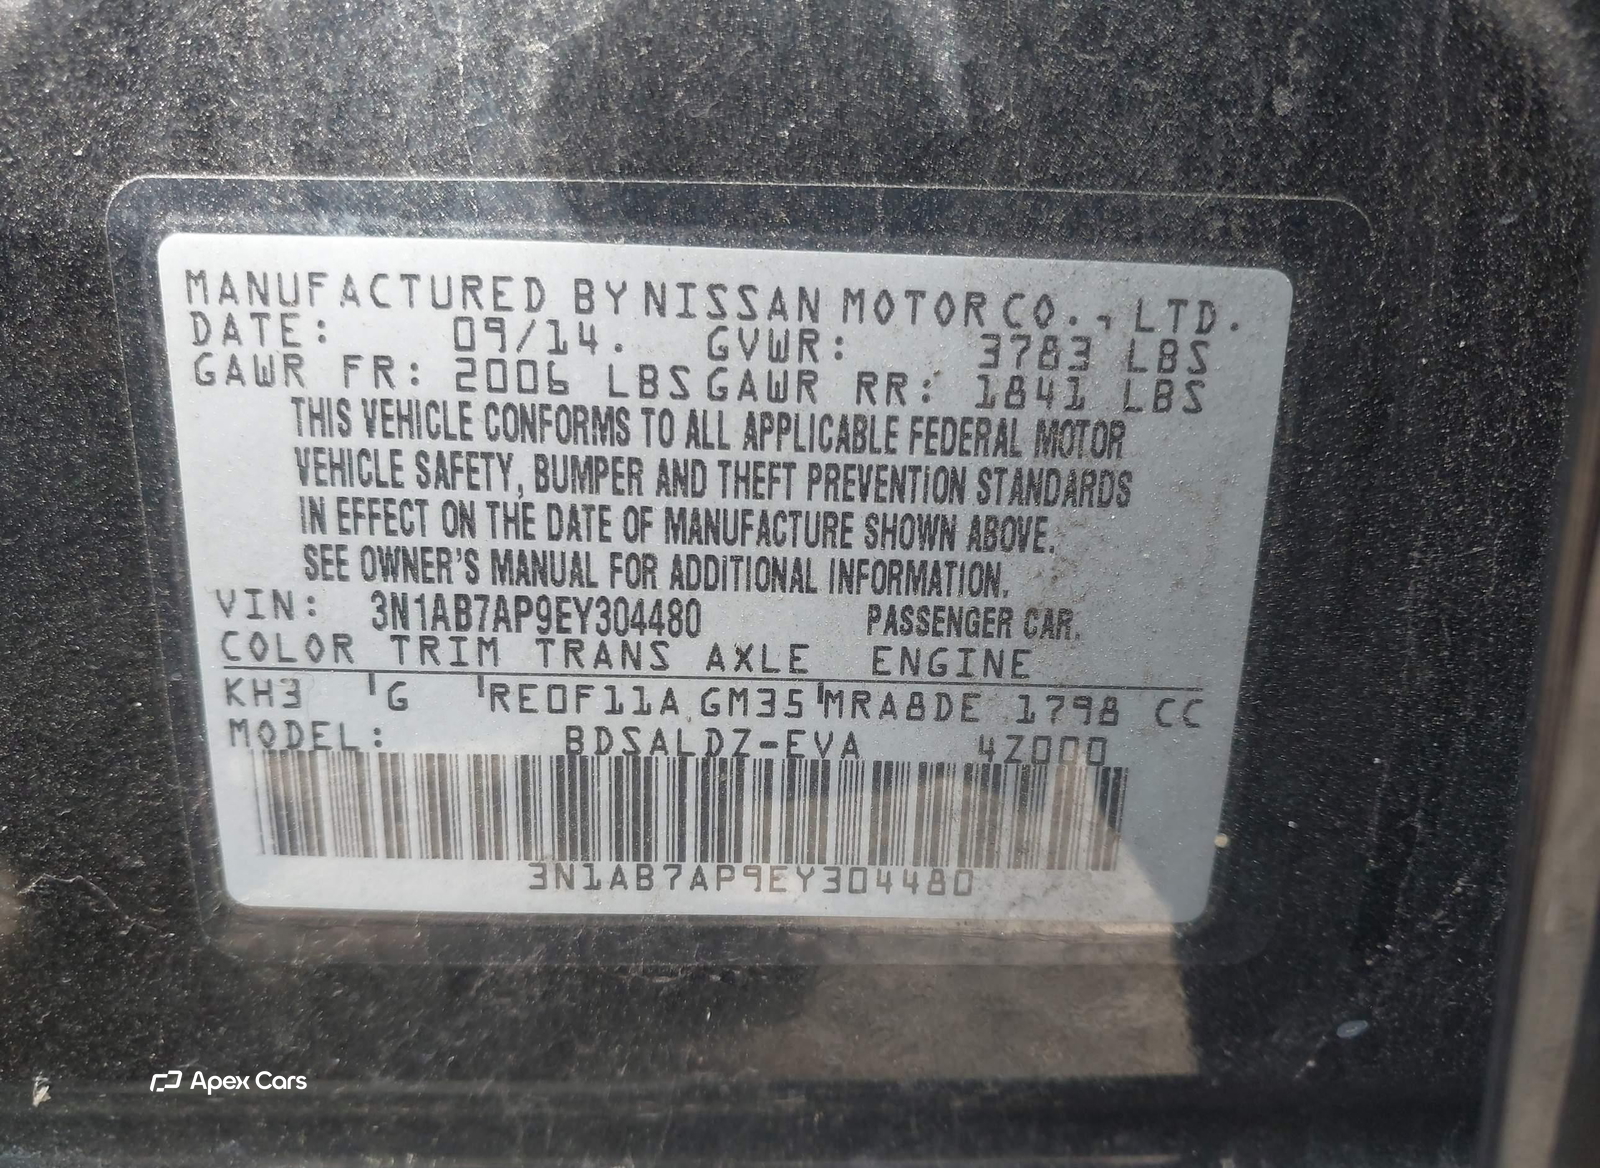 MANUFACTURED BY NISSAN MOTOR CO., LTD.
DATE: 09/14. GVWR: 3783 LBS
GAWR FR: 2006 LBS GAWR RR: 1841 LBS
THIS VEHICLE CONFORMS TO ALL APPLICABLE FEDERAL MOTOR
VEHICLE SAFETY, BUMPER AND THEFT PREVENTION STANDARDS
IN EFFECT ON THE DATE OF MANUFACTURE SHOWN ABOVE.
SEE OWNER'S MANUAL FOR ADDITIONAL INFORMATION.
VIN: 3N1AB7AP9EY304480 PASSENGER CAR.
COLOR TRIM TRANS AXLE ENGINE
KH3 G RE0F11A GM35 MRA8DE 1798 CC
MODEL: BDSALDZ-EVA 4Z000
3N1AB7AP9EY304480
Apex Cars